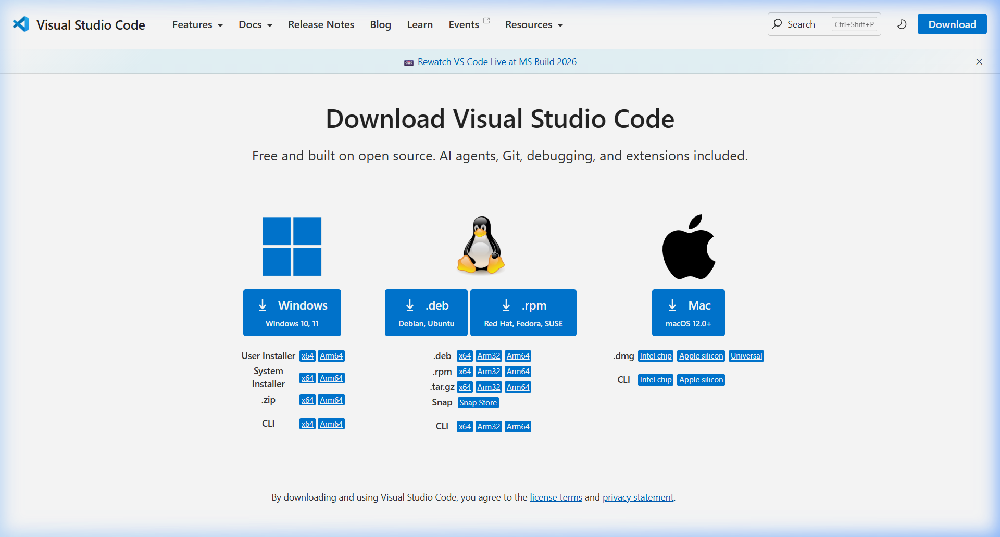 Visual Studio Code Features Docs Release Notes Blog Learn Events Resources Search Ctrl+Shift+P Download
Rewatch VS Code Live at MS Build 2026
Download Visual Studio Code
Free and built on open source. AI agents, Git, debugging, and extensions included.
Windows
Windows 10, 11
User Installer x64 Arm64
System Installer x64 Arm64
.zip x64 Arm64
CLI x64 Arm64
.deb
Debian, Ubuntu
.rpm
Red Hat, Fedora, SUSE
.deb x64 Arm32 Arm64
.rpm x64 Arm32 Arm64
.tar.gz x64 Arm32 Arm64
Snap Snap Store
CLI x64 Arm32 Arm64
Mac
macOS 12.0+
.dmg Intel chip Apple silicon Universal
CLI Intel chip Apple silicon
By downloading and using Visual Studio Code, you agree to the license terms and privacy statement.